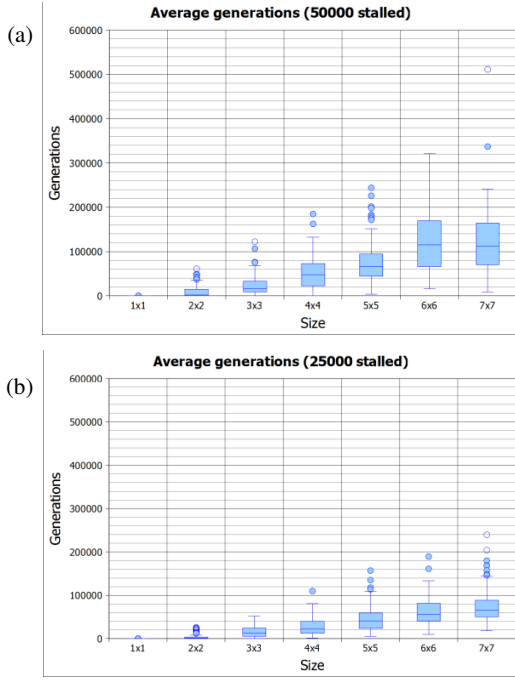 (a)
Average generations (50000 stalled)
600000
500000
400000
300000
200000
100000
0
Generations
1x1 2x2 3x3 4x4 5x5 6x6 7x7
Size
(b)
Average generations (25000 stalled)
600000
500000
400000
300000
200000
100000
0
Generations
1x1 2x2 3x3 4x4 5x5 6x6 7x7
Size